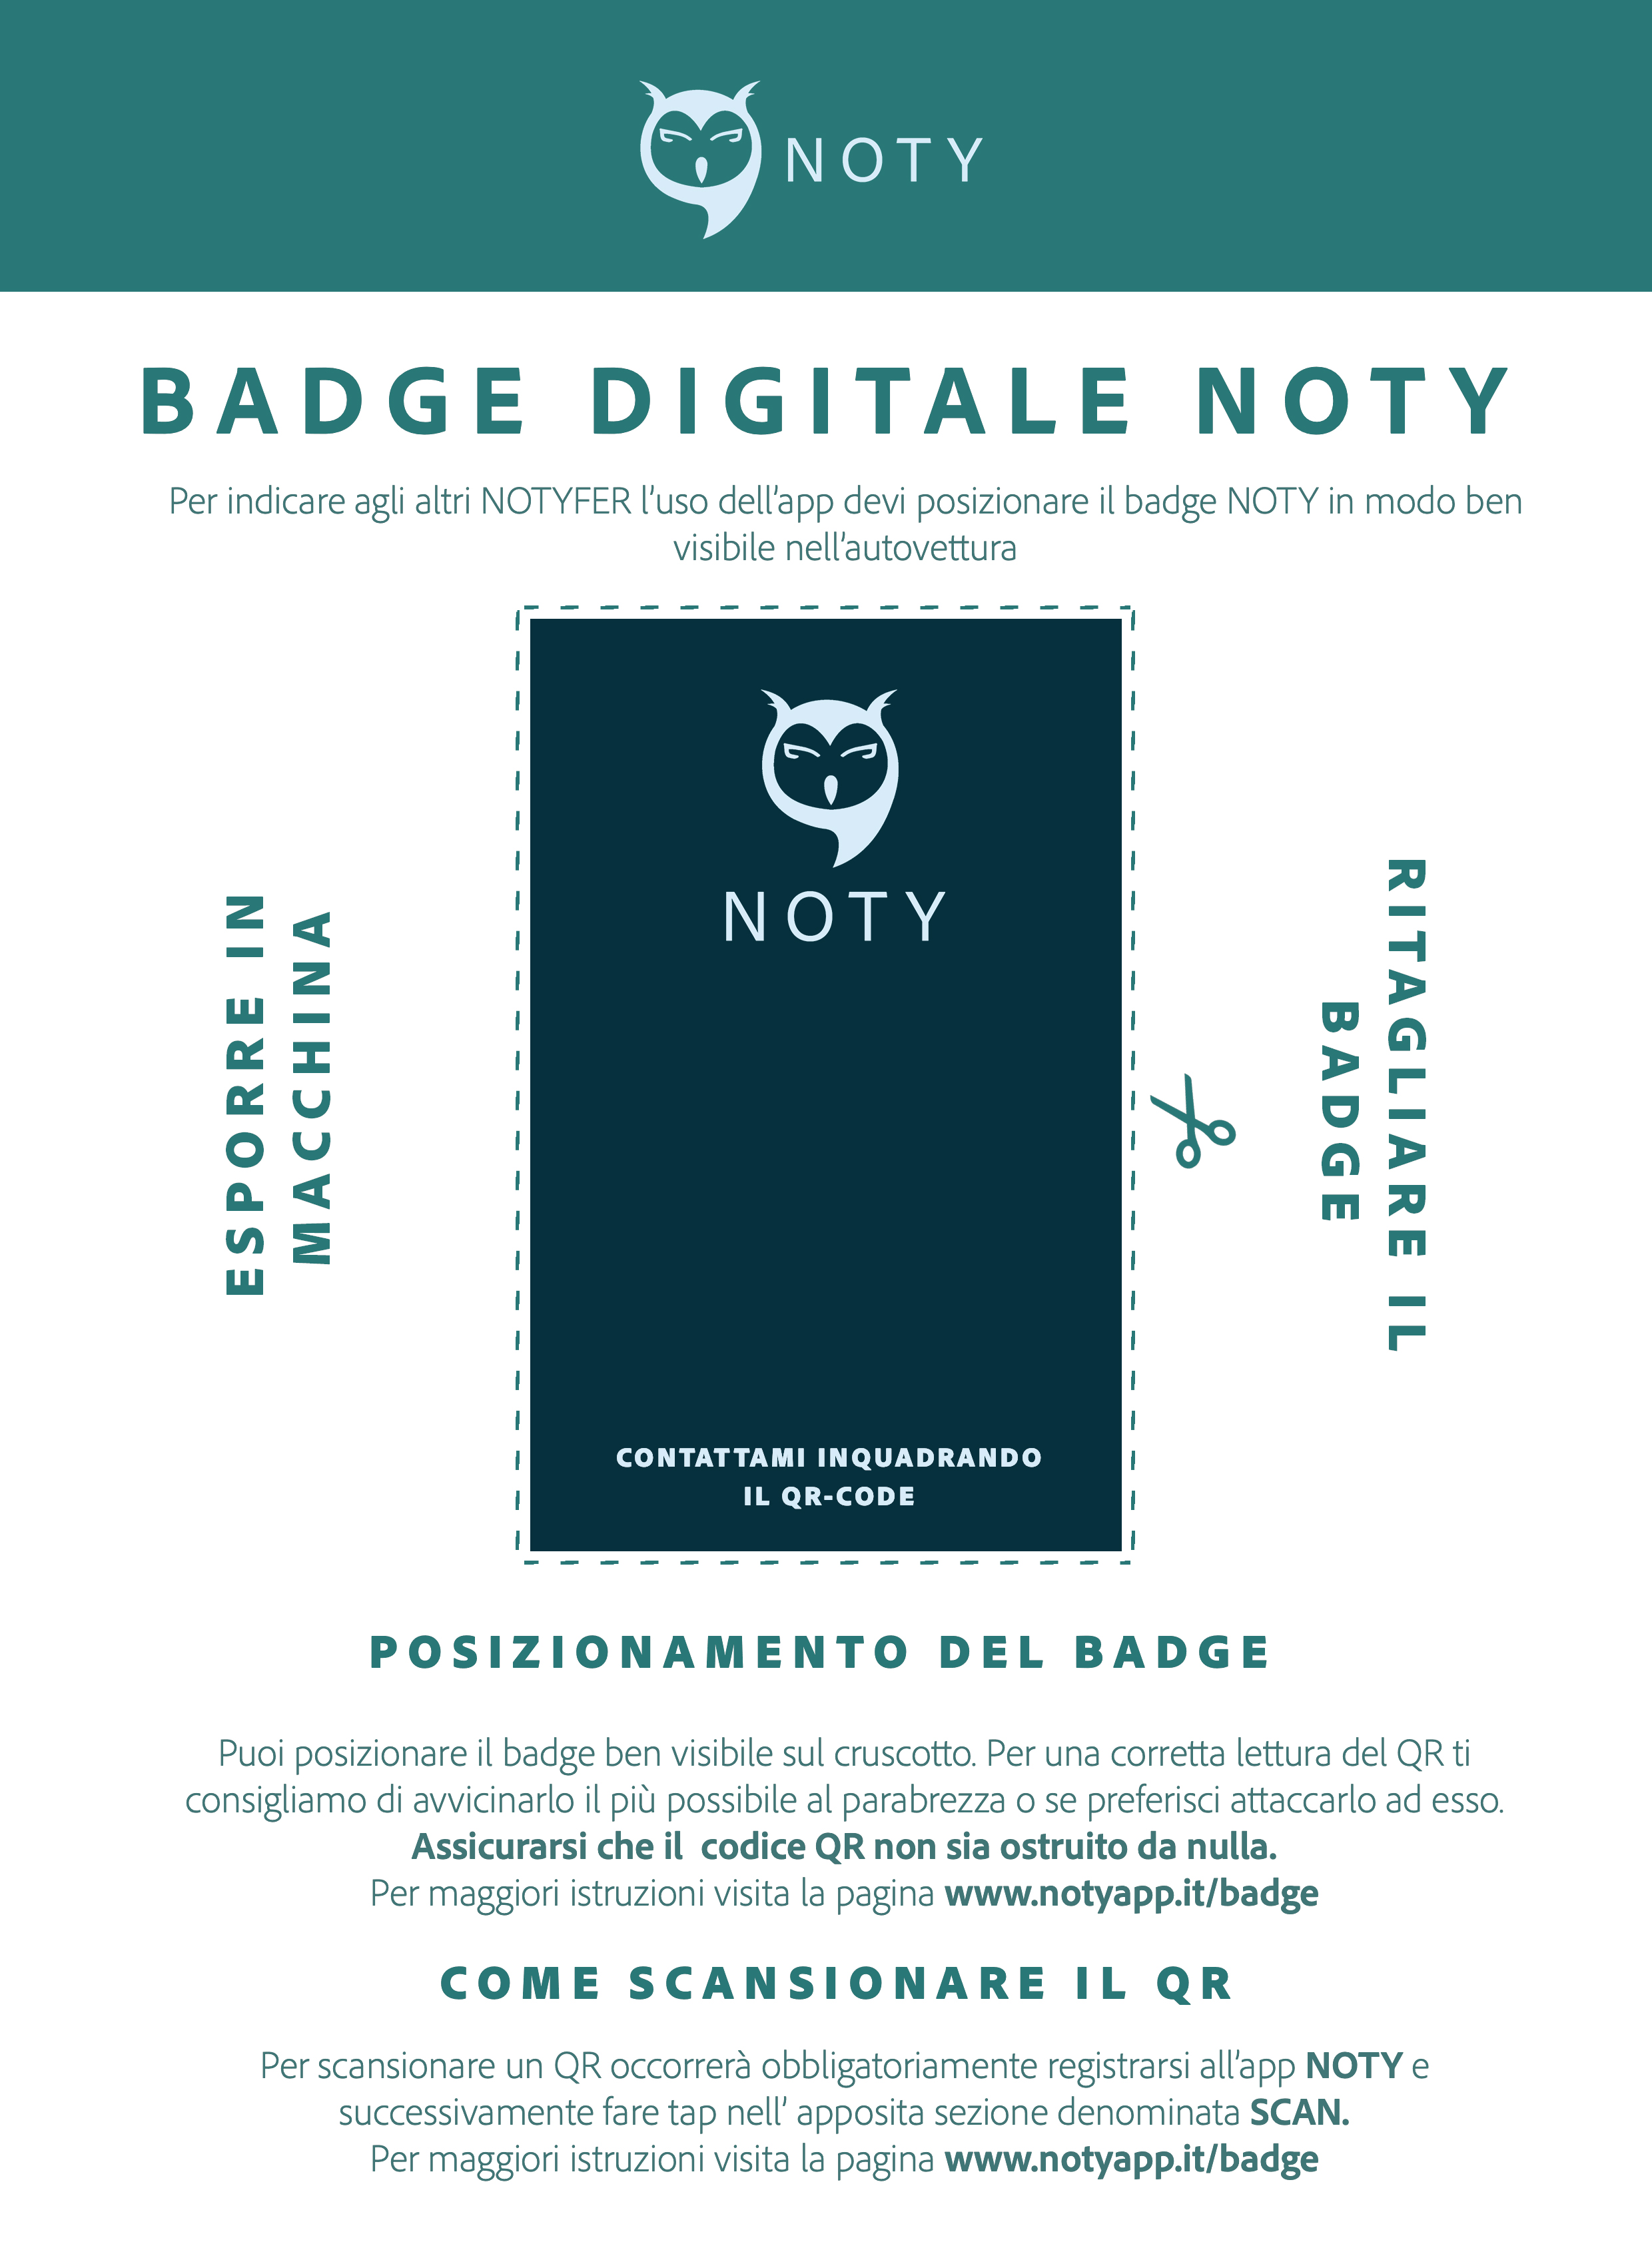 NOTY
BADGE DIGITALE NOTY
Per indicare agli altri NOTYFER l’uso dell’app devi posizionare il badge NOTY in modo ben
visibile nell’autovettura
ESPORRE IN
MACCHINA
NOTY
CONTATTAMI INQUADRANDO
IL QR-CODE
RITAGLIARE IL
BADGE
POSIZIONAMENTO DEL BADGE
Puoi posizionare il badge ben visibile sul cruscotto. Per una corretta lettura del QR ti
consigliamo di avvicinarlo il più possibile al parabrezza o se preferisci attaccarlo ad esso.
Assicurarsi che il  codice QR non sia ostruito da nulla.
Per maggiori istruzioni visita la pagina www.notyapp.it/badge
COME SCANSIONARE IL QR
Per scansionare un QR occorrerà obbligatoriamente registrarsi all’app NOTY e
successivamente fare tap nell’ apposita sezione denominata SCAN.
Per maggiori istruzioni visita la pagina www.notyapp.it/badge